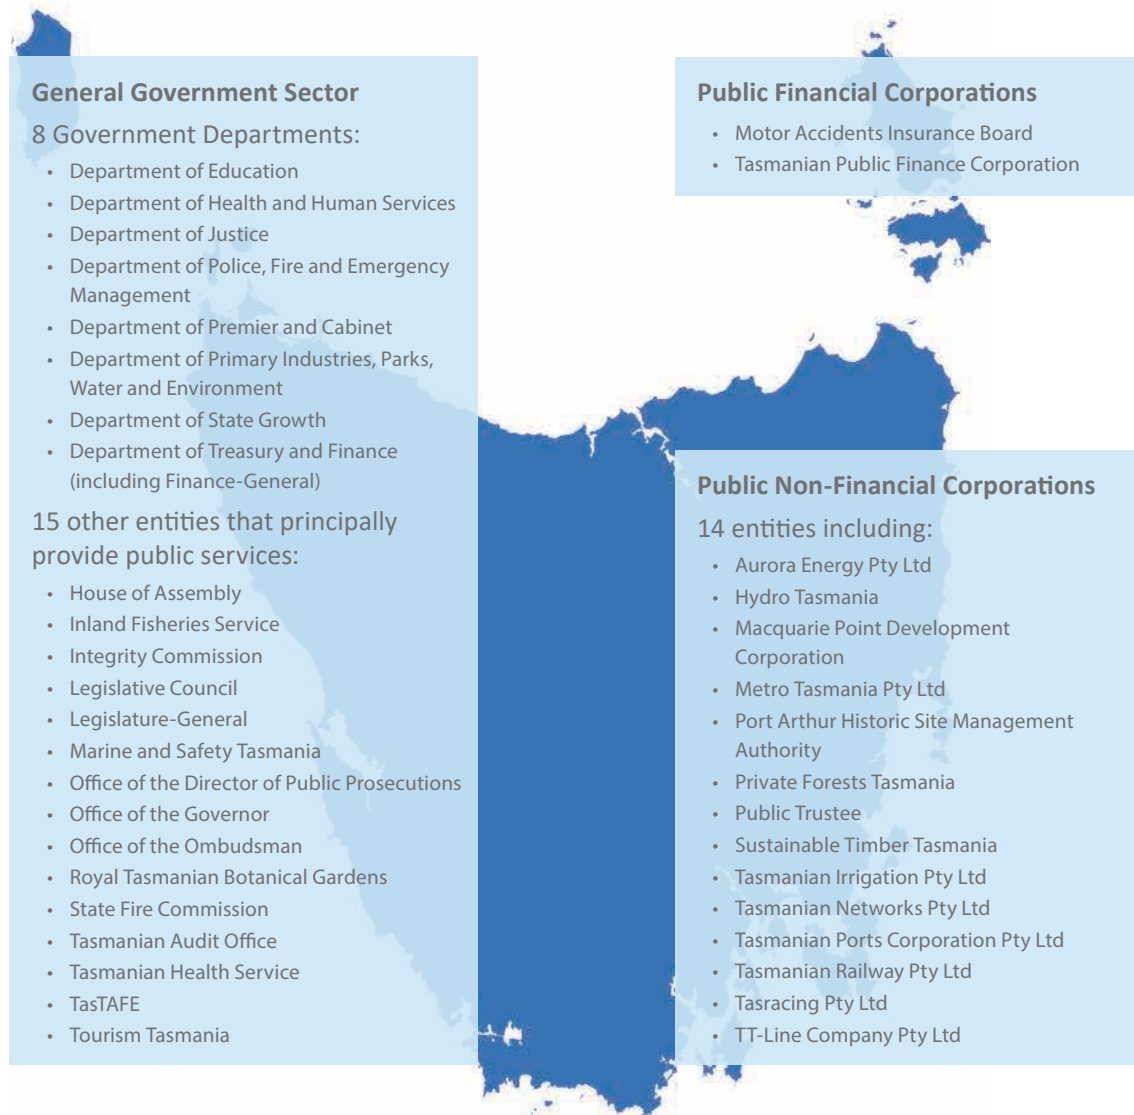 General Government Sector
8 Government Departments:
• Department of Education
• Department of Health and Human Services
• Department of Justice
• Department of Police, Fire and Emergency
Management
• Department of Premier and Cabinet
• Department of Primary Industries, Parks,
Water and Environment
• Department of State Growth
• Department of Treasury and Finance
(including Finance-General)
15 other entities that principally
provide public services:
• House of Assembly
• Inland Fisheries Service
• Integrity Commission
• Legislative Council
• Legislature-General
• Marine and Safety Tasmania
• Office of the Director of Public Prosecutions
• Office of the Governor
• Office of the Ombudsman
• Royal Tasmanian Botanical Gardens
• State Fire Commission
• Tasmanian Audit Office
• Tasmanian Health Service
• TasTAFE
• Tourism Tasmania
Public Financial Corporations
• Motor Accidents Insurance Board
• Tasmanian Public Finance Corporation
Public Non-Financial Corporations
14 entities including:
• Aurora Energy Pty Ltd
• Hydro Tasmania
• Macquarie Point Development
Corporation
• Metro Tasmania Pty Ltd
• Port Arthur Historic Site Management
Authority
• Private Forests Tasmania
• Public Trustee
• Sustainable Timber Tasmania
• Tasmanian Irrigation Pty Ltd
• Tasmanian Networks Pty Ltd
• Tasmanian Ports Corporation Pty Ltd
• Tasmanian Railway Pty Ltd
• Tasracing Pty Ltd
• TT-Line Company Pty Ltd